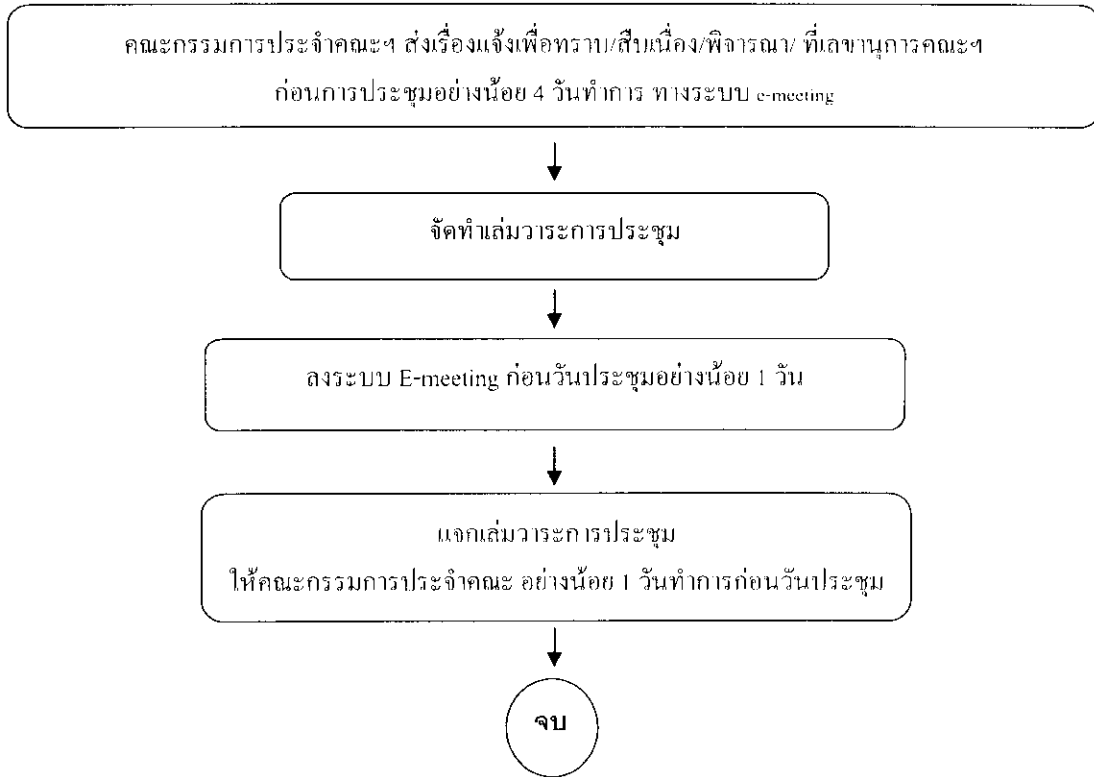 คณะกรรมการประจำคณะฯ ส่งเรื่องแจ้งเพื่อทราบ/สืบเนื่อง/พิจารณา/ ที่เลขานุการคณะฯ
ก่อนการประชุมอย่างน้อย 4 วันทำการ ทางระบบ e-meeting
จัดทำเล่มวาระการประชุม
ลงระบบ E-meeting ก่อนวันประชุมอย่างน้อย 1 วัน
แจกเล่มวาระการประชุม
ให้คณะกรรมการประจำคณะ อย่างน้อย 1 วันทำการก่อนวันประชุม
จบ